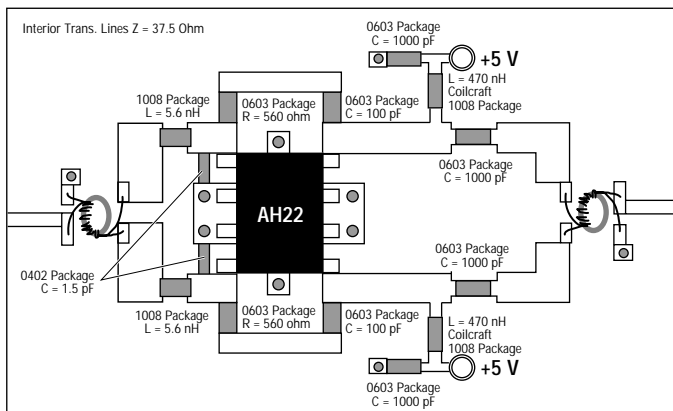 Interior Trans. Lines Z = 37.5 Ohm
0603 Package
C = 1000 pF
+5 V
L = 470 nH
Coilcraft
1008 Package
1008 Package
L = 5.6 nH
0603 Package
R = 560 ohm
0603 Package
C = 100 pF
0603 Package
C = 1000 pF
AH22
0603 Package
C = 1000 pF
0402 Package
C = 1.5 pF
1008 Package
L = 5.6 nH
0603 Package
R = 560 ohm
0603 Package
C = 100 pF
L = 470 nH
Coilcraft
1008 Package
+5 V
0603 Package
C = 1000 pF